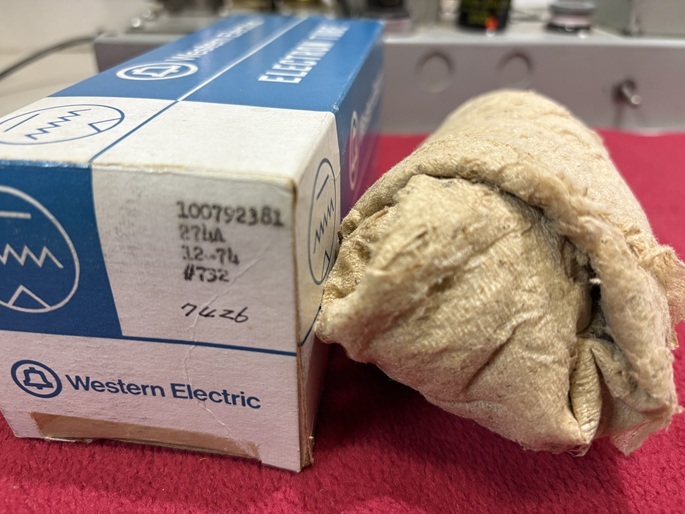 Western Electric
ELECTRON TUBE
100792381
274A
12-74
#732
7426
Western Electric